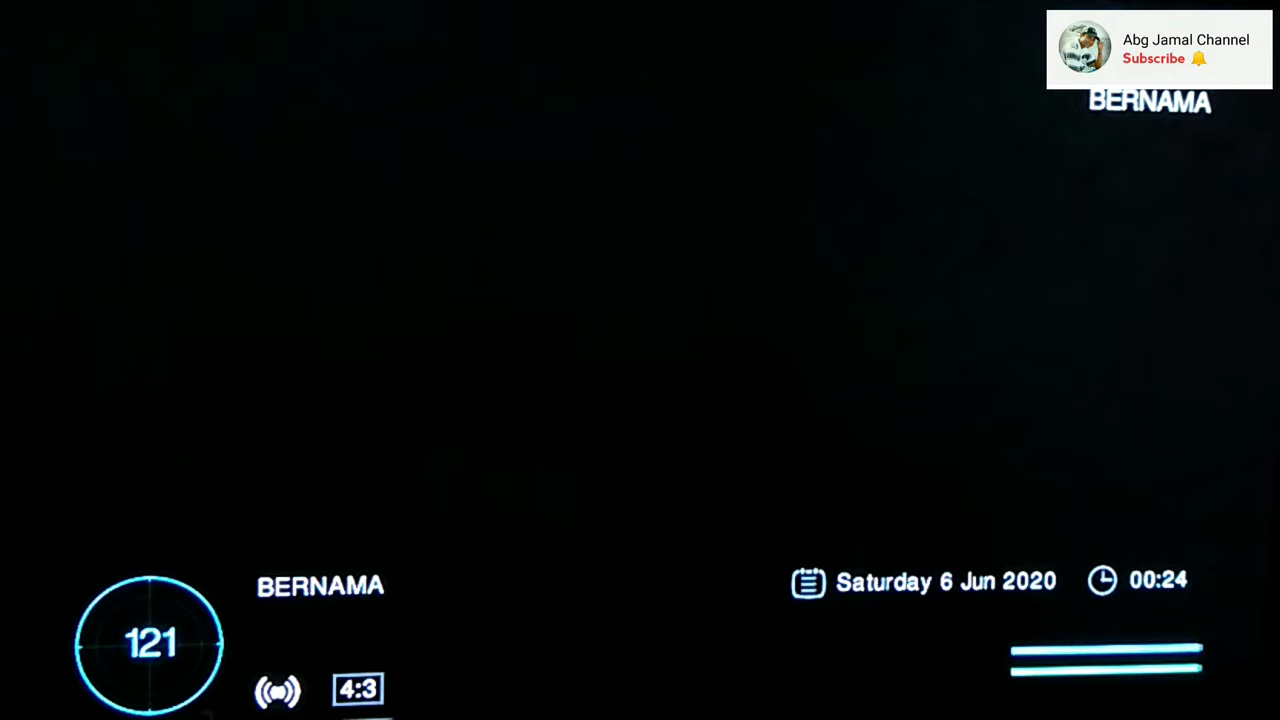 Abg Jamal Channel
Subscribe
BERNAMA
BERNAMA
Saturday 6 Jun 2020
00:24
121
4:3